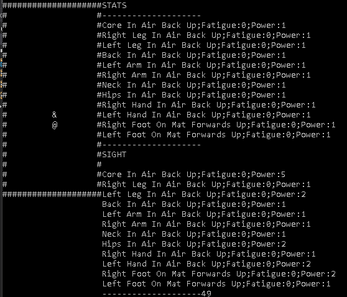 ####################STATS
# #--------------------
# #Core In Air Back Up;Fatigue:0;Power:1
# #Right Leg In Air Back Up;Fatigue:0;Power:1
# #Left Leg In Air Back Up;Fatigue:0;Power:1
# #Back In Air Back Up;Fatigue:0;Power:1
# #Left Arm In Air Back Up;Fatigue:0;Power:1
# #Right Arm In Air Back Up;Fatigue:0;Power:1
# #Neck In Air Back Up;Fatigue:0;Power:1
# #Hips In Air Back Up;Fatigue:0;Power:1
# #Right Hand In Air Back Up;Fatigue:0;Power:1
# & #Left Hand In Air Back Up;Fatigue:0;Power:1
# @ #Right Foot On Mat Forwards Up;Fatigue:0;Power:1
# #Left Foot On Mat Forwards Up;Fatigue:0;Power:1
# #--------------------
# #SIGHT
# #
# #Core In Air Back Up;Fatigue:0;Power:5
# #Right Leg In Air Back Up;Fatigue:0;Power:1
####################Left Leg In Air Back Up;Fatigue:0;Power:2
Back In Air Back Up;Fatigue:0;Power:1
Left Arm In Air Back Up;Fatigue:0;Power:1
Right Arm In Air Back Up;Fatigue:0;Power:1
Neck In Air Back Up;Fatigue:0;Power:1
Hips In Air Back Up;Fatigue:0;Power:2
Right Hand In Air Back Up;Fatigue:0;Power:1
Left Hand In Air Back Up;Fatigue:0;Power:2
Right Foot On Mat Forwards Up;Fatigue:0;Power:2
Left Foot On Mat Forwards Up;Fatigue:0;Power:1
--------------------49